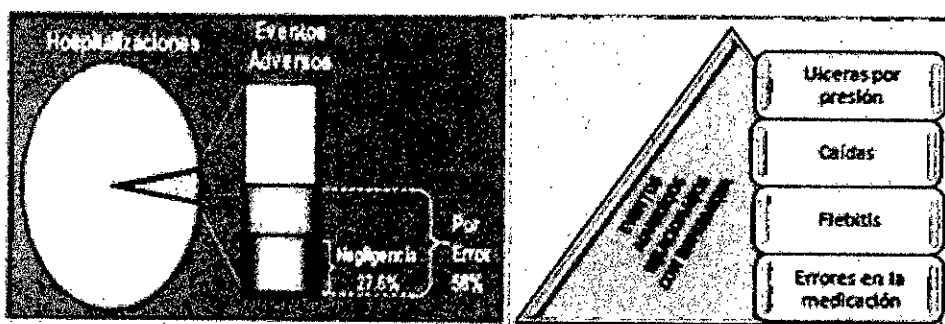 Hospitalizaciones
Eventos
Adversos
Negligencia
27.6%
Por
Error
58%
Ulceras por
presión
Caídas
Flebitis
Errores en la
medicación